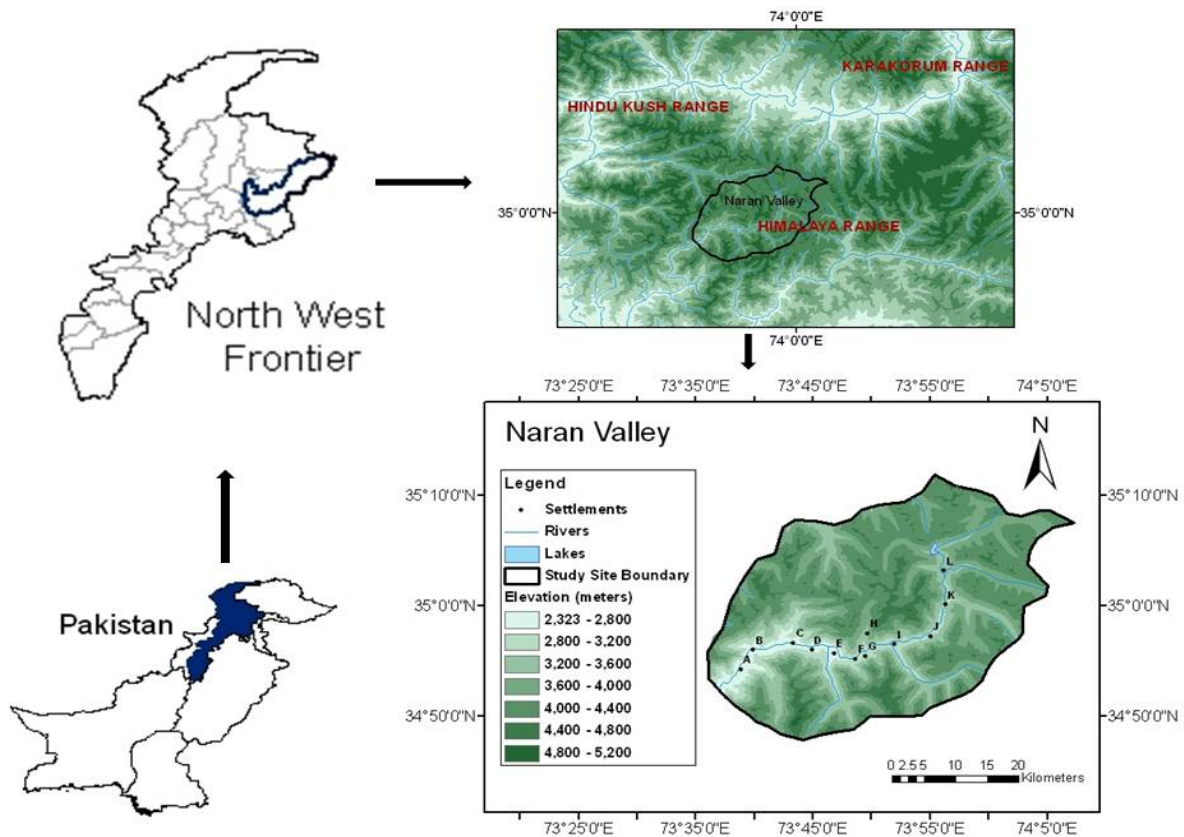 North West
Frontier
Pakistan
74°0'0"E
KARAKORUM RANGE
HINDU KUSH RANGE
35°0'0"N
Naran Valley
35°0'0"N
HIMALAYA RANGE
74°0'0"E
73°25'0"E 73°35'0"E 73°45'0"E 73°55'0"E 74°5'0"E
Naran Valley
N
Legend
Settlements
Rivers
Lakes
Study Site Boundary
Elevation (meters)
2,323 - 2,800
2,800 - 3,200
3,200 - 3,600
3,600 - 4,000
4,000 - 4,400
4,400 - 4,800
4,800 - 5,200
35°10'0"N 35°10'0"N
35°0'0"N 35°0'0"N
34°50'0"N 34°50'0"N
L
K
J
I
H
G
F
E
D
C
B
A
0 2.5 5 10 15 20
Kilometers
73°25'0"E 73°35'0"E 73°45'0"E 73°55'0"E 74°5'0"E